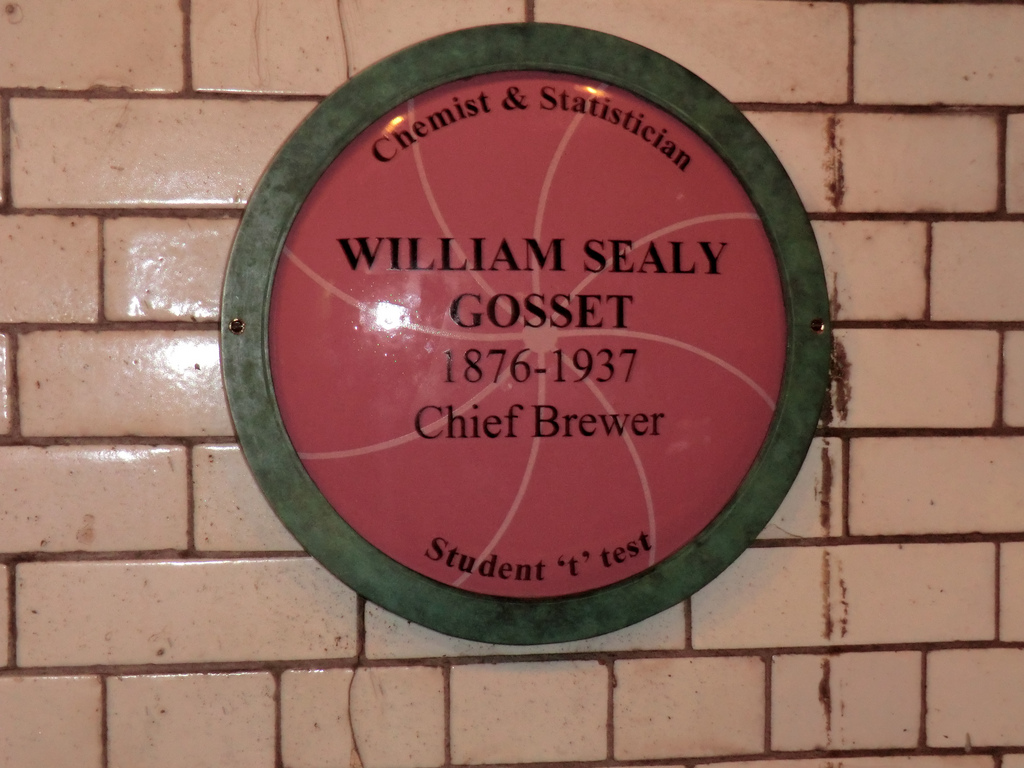 Chemist & Statistician
WILLIAM SEALY
GOSSET
1876-1937
Chief Brewer
Student ‘t’ test